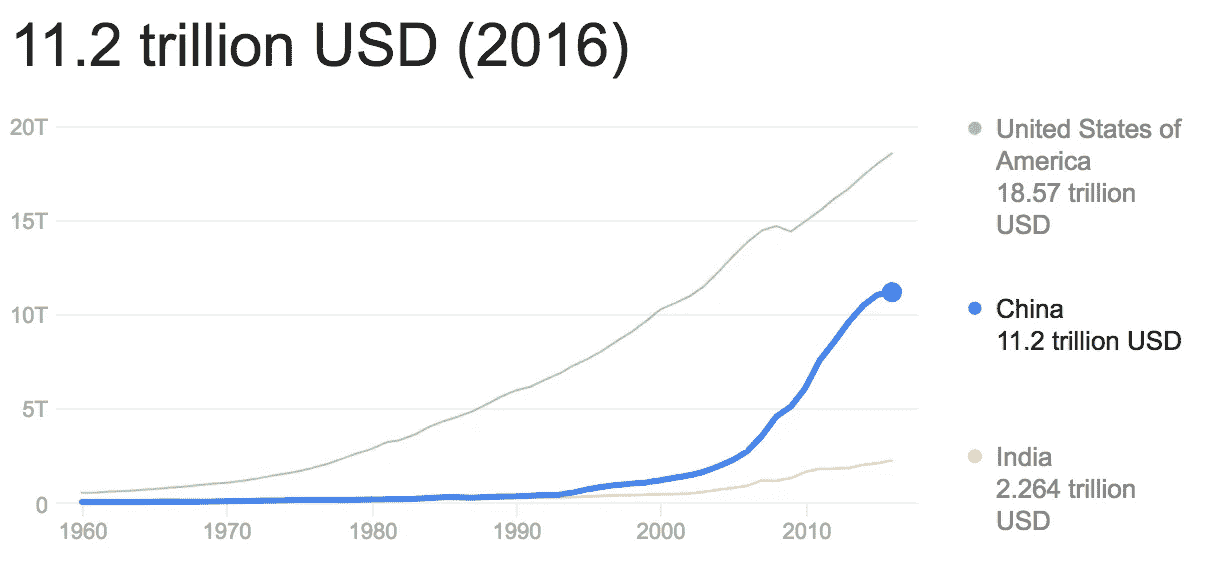 11.2 trillion USD (2016)
20T
15T
10T
5T
0
1960 1970 1980 1990 2000 2010
United States of
America
18.57 trillion
USD
China
11.2 trillion USD
India
2.264 trillion
USD